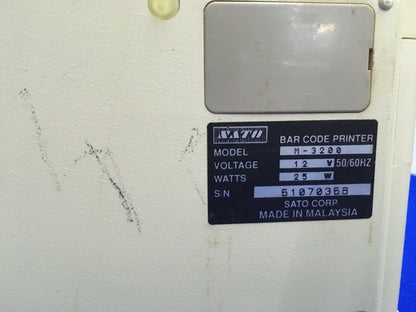 SATO BAR CODE PRINTER
MODEL M-3200
VOLTAGE 12 V 50/60HZ
WATTS 25 W
S/N 51070356
SATO CORP
MADE IN MALAYSIA